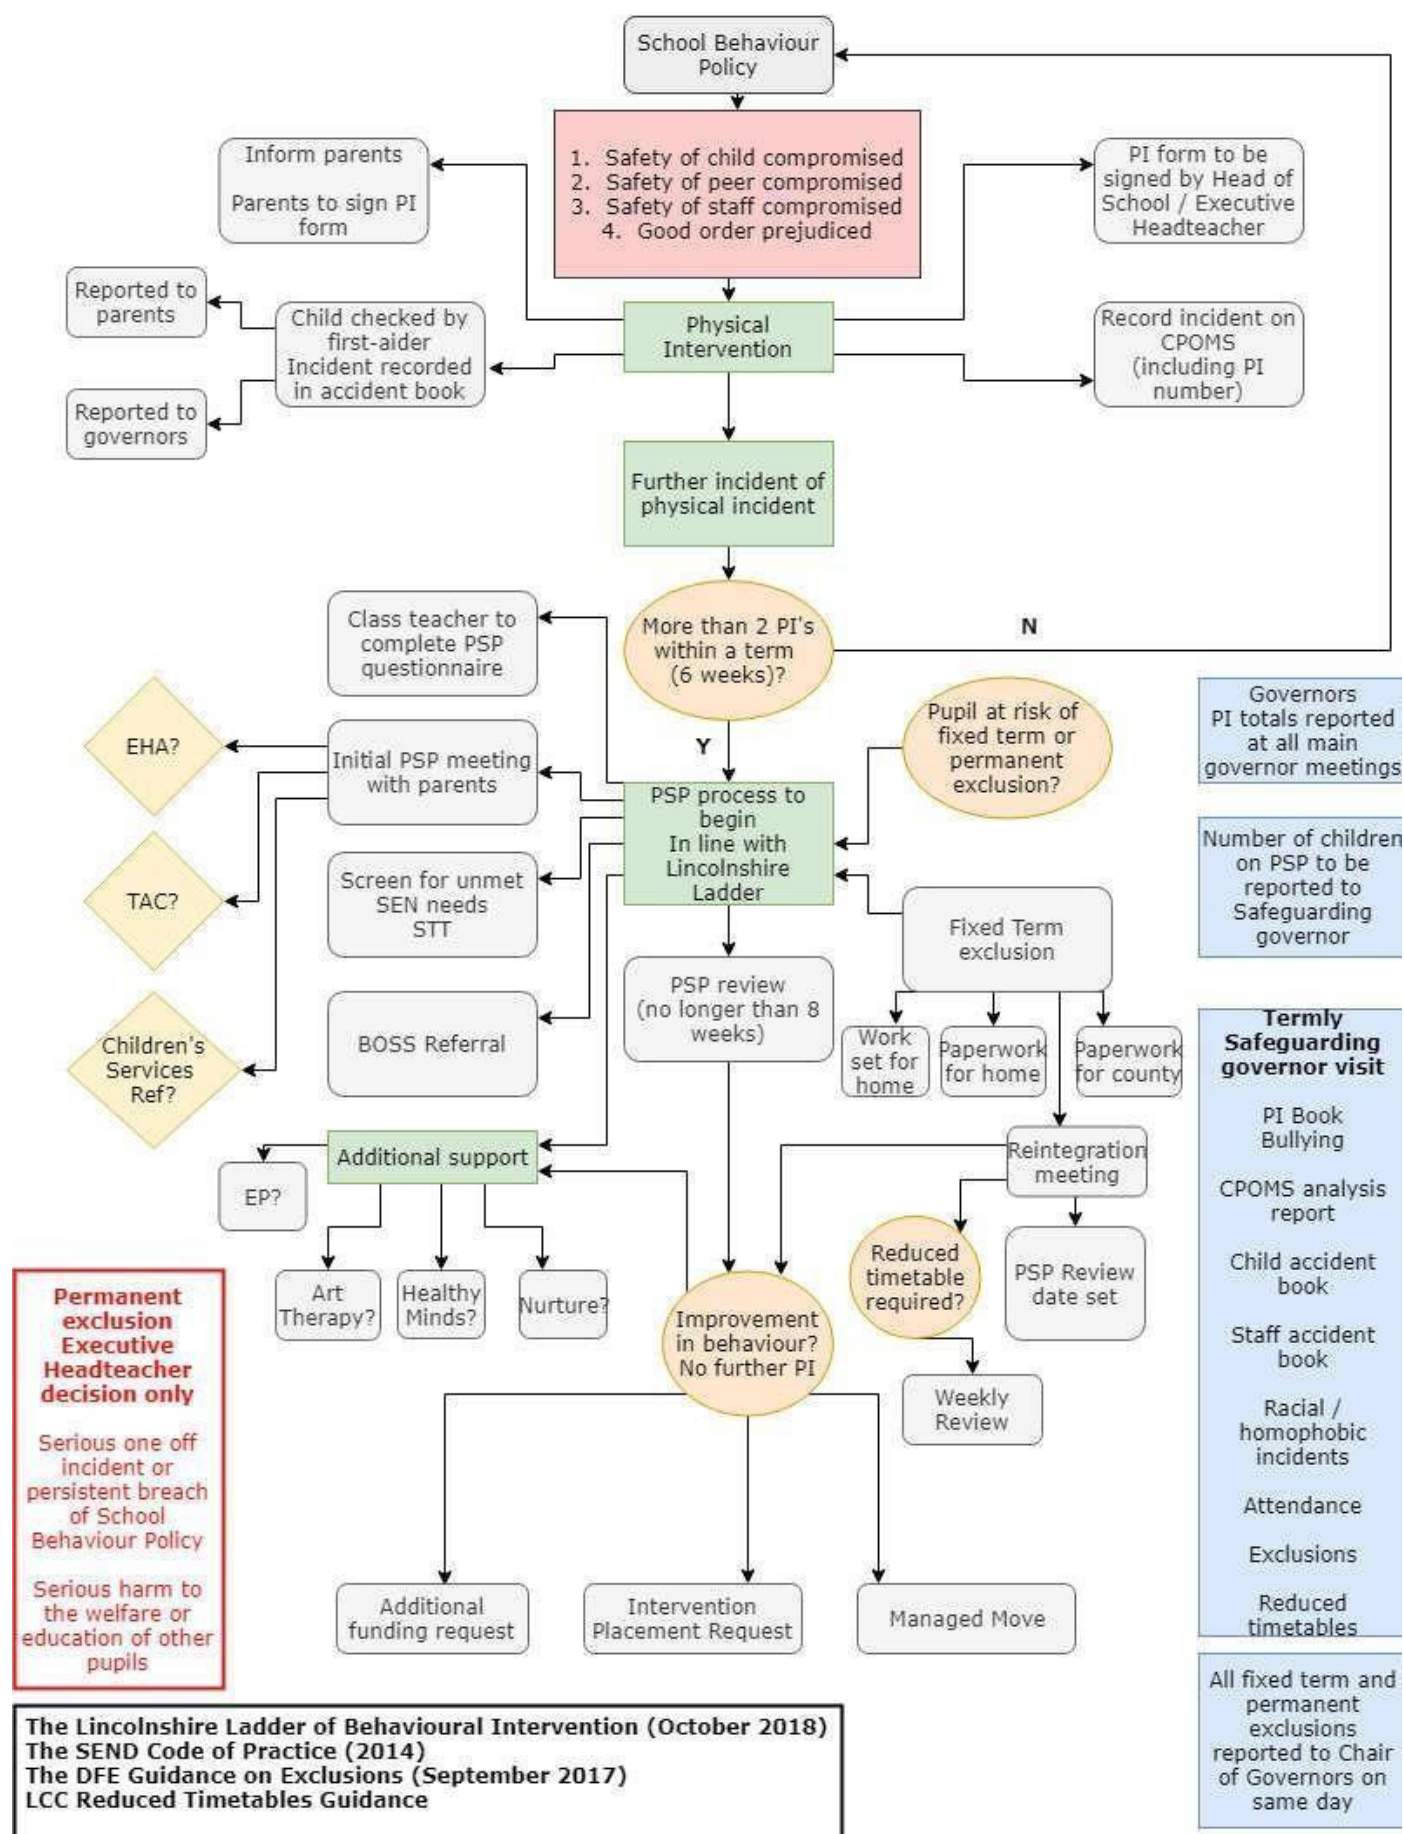 School Behaviour
Policy
1. Safety of child compromised
2. Safety of peer compromised
3. Safety of staff compromised
4. Good order prejudiced
Inform parents
Parents to sign PI
form
PI form to be
signed by Head of
School / Executive
Headteacher
Reported to
parents
Child checked by
first-aider
Incident recorded
in accident book
Physical
Intervention
Record incident on
CPOMS
(including PI
number)
Reported to
governors
Further incident of
physical incident
More than 2 PI's
within a term
(6 weeks)?
N
Y
Class teacher to
complete PSP
questionnaire
EHA?
Initial PSP meeting
with parents
Pupil at risk of
fixed term or
permanent
exclusion?
PSP process to
begin
In line with
Lincolnshire
Ladder
TAC?
Screen for unmet
SEN needs
STT
Fixed Term
exclusion
PSP review
(no longer than 8
weeks)
Children's
Services
Ref?
BOSS Referral
Work
set for
home
Paperwork
for home
Paperwork
for county
Additional support
EP?
Art
Therapy?
Healthy
Minds?
Nurture?
Reintegration
meeting
Reduced
timetable
required?
PSP Review
date set
Improvement
in behaviour?
No further PI
Weekly
Review
Additional
funding request
Intervention
Placement Request
Managed Move
Governors
PI totals reported
at all main
governor meetings
Number of children
on PSP to be
reported to
Safeguarding
governor
Termly
Safeguarding
governor visit
PI Book
Bullying
CPOMS analysis
report
Child accident
book
Staff accident
book
Racial /
homophobic
incidents
Attendance
Exclusions
Reduced
timetables
All fixed term and
permanent
exclusions
reported to Chair
of Governors on
same day
Permanent
exclusion
Executive
Headteacher
decision only
Serious one off
incident or
persistent breach
of School
Behaviour Policy
Serious harm to
the welfare or
education of other
pupils
The Lincolnshire Ladder of Behavioural Intervention (October 2018)
The SEND Code of Practice (2014)
The DFE Guidance on Exclusions (September 2017)
LCC Reduced Timetables Guidance